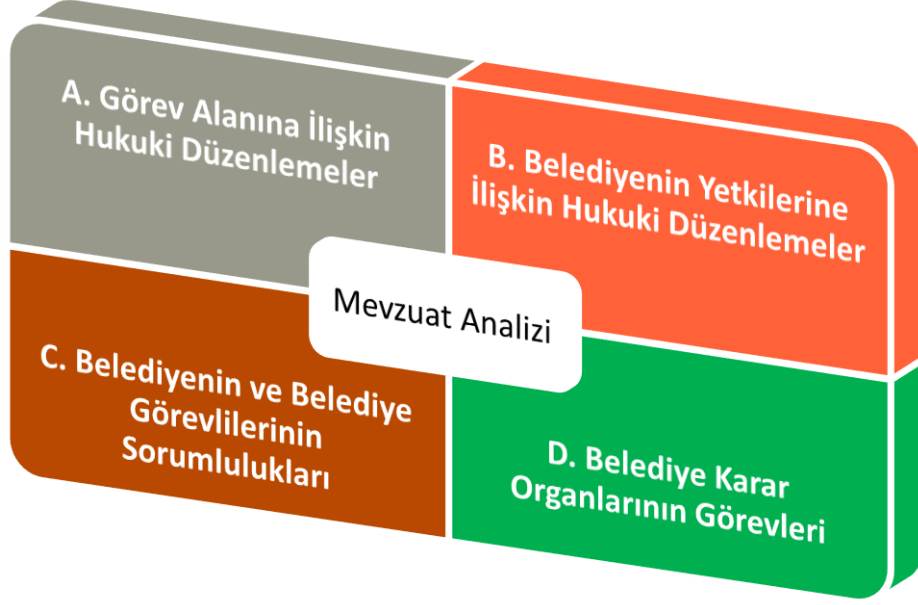 A. Görev Alanına İlişkin
Hukuki Düzenlemeler
B. Belediyenin Yetkilerine
İlişkin Hukuki Düzenlemeler
Mevzuat Analizi
C. Belediyenin ve Belediye
Görevlilerinin
Sorumlulukları
D. Belediye Karar
Organlarının Görevleri